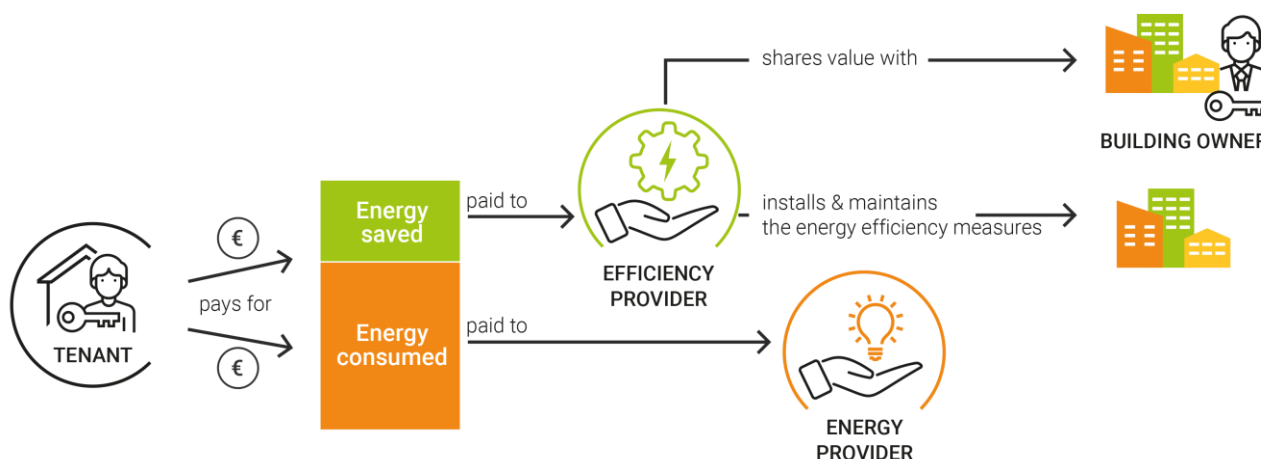 shares value with
BUILDING OWNER
Energy
saved
paid to
installs & maintains
the energy efficiency measures
€
pays for
€
TENANT
EFFICIENCY
PROVIDER
Energy
consumed
paid to
ENERGY
PROVIDER